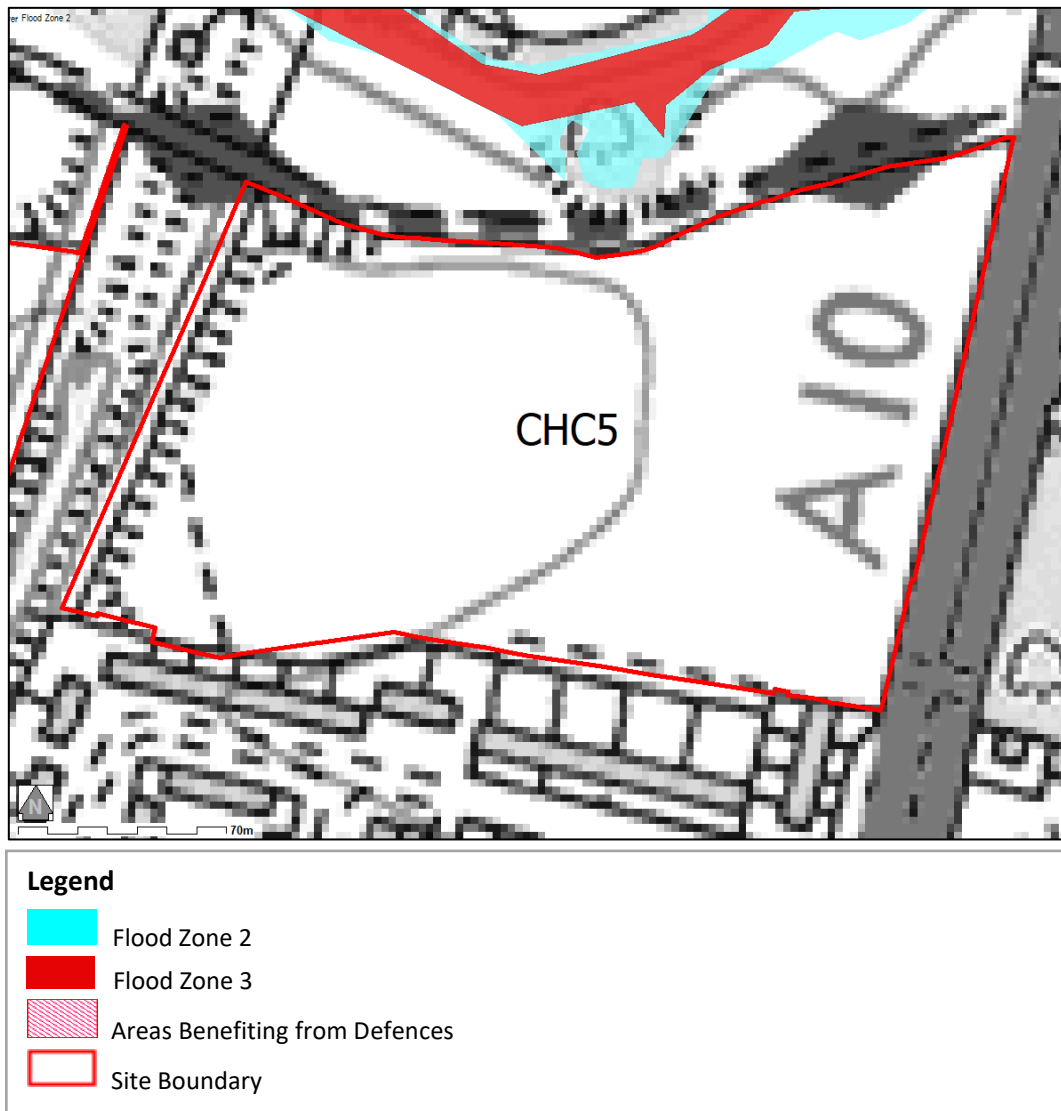 Flood Zone 2
CHC5
A10
N
70m
Legend
Flood Zone 2
Flood Zone 3
Areas Benefiting from Defences
Site Boundary